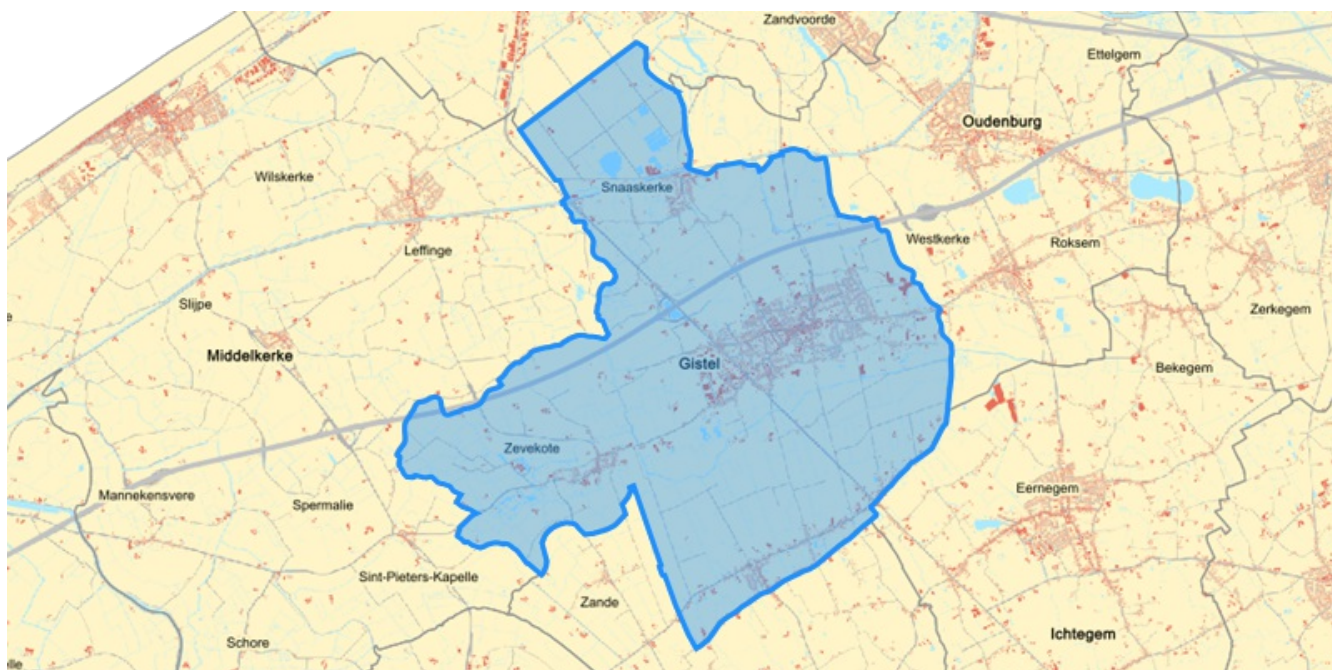 Zandvoorde
Ettelgem
Oudenburg
Wilskerke
Snaaskerke
Westkerke
Roksem
Leffinge
Slijpe
Zerkegem
Middelkerke
Gistel
Bekegem
Zevekote
Eernegem
Mannekensvere
Spermalie
Sint-Pieters-Kapelle
Zande
Schore
Ichtegem